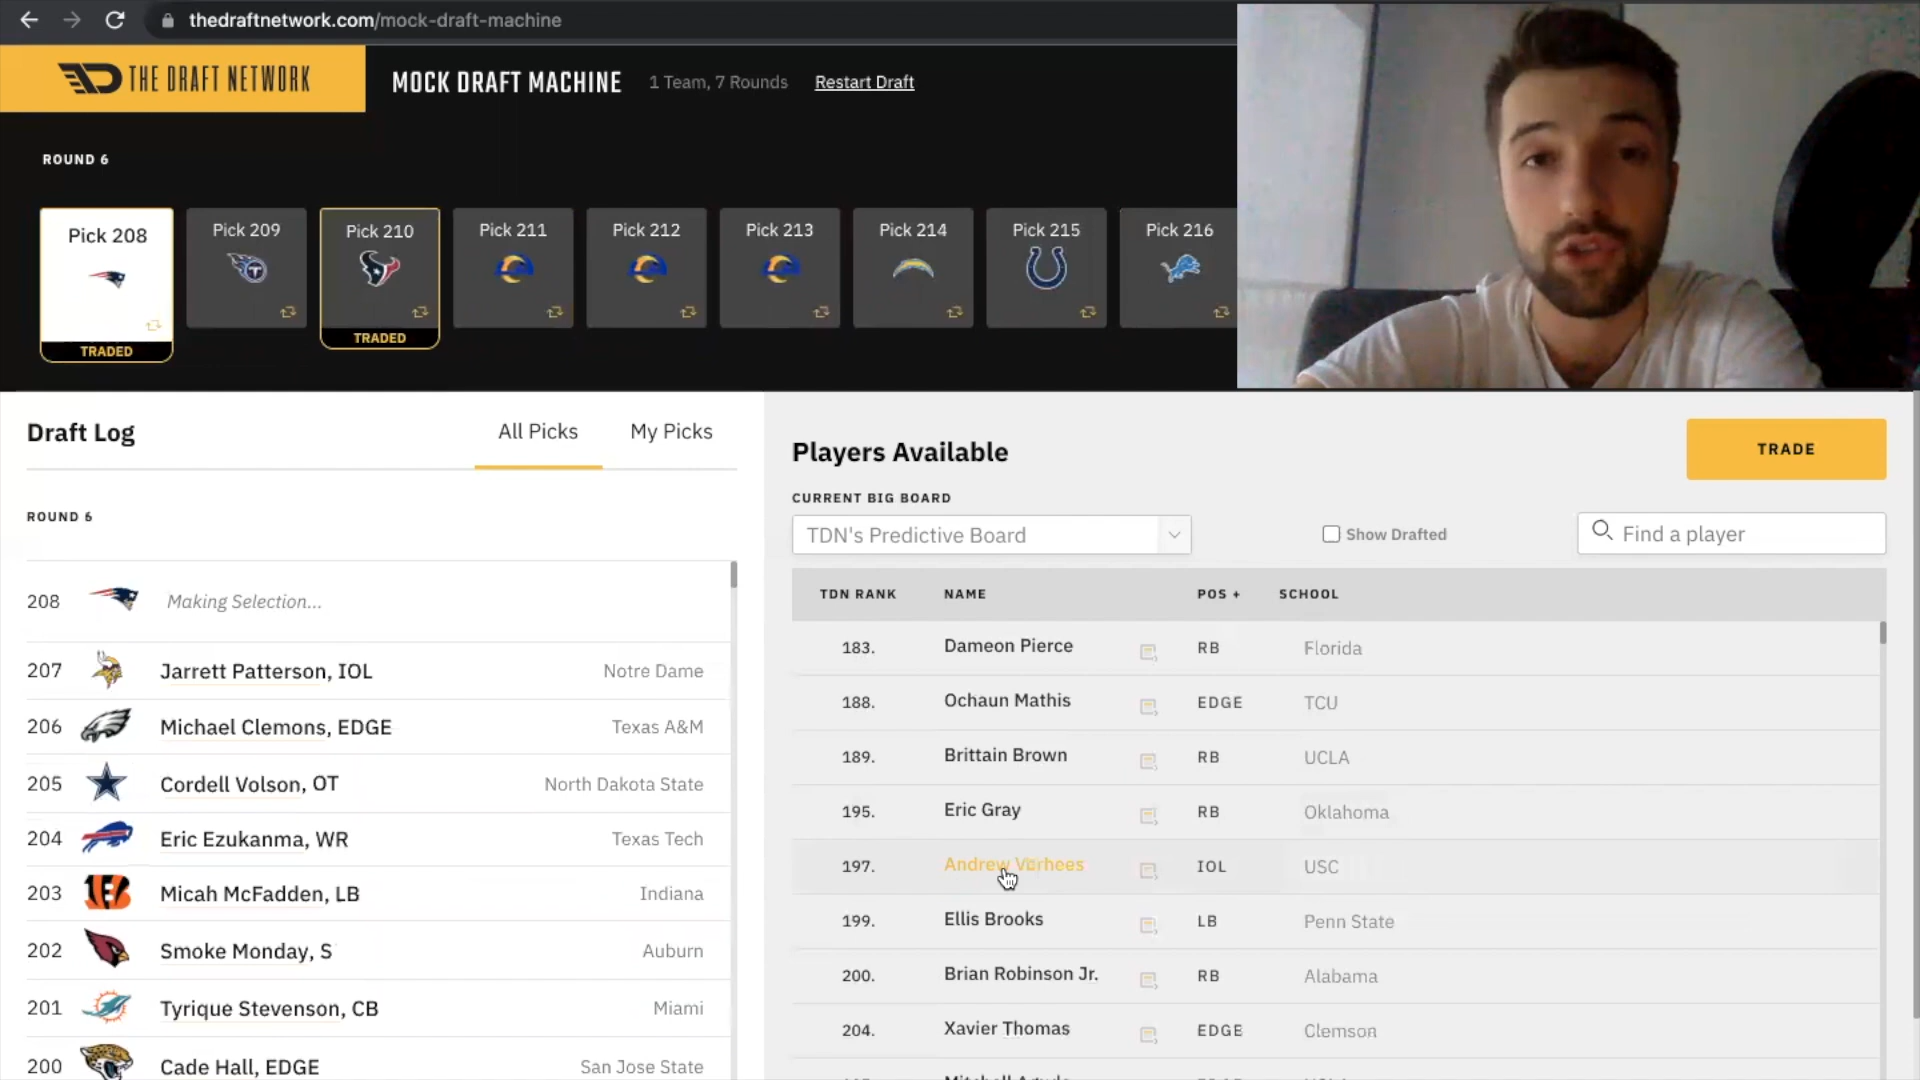 thedraftnetwork.com/mock-draft-machine
THE DRAFT NETWORK
MOCK DRAFT MACHINE
1 Team, 7 Rounds
Restart Draft
ROUND 6
Pick 208
TRADED
Pick 209
Pick 210
TRADED
Pick 211
Pick 212
Pick 213
Pick 214
Pick 215
Pick 216
Draft Log
All Picks
My Picks
ROUND 6
208 Making Selection...
207 Jarrett Patterson, IOL Notre Dame
206 Michael Clemons, EDGE Texas A&M
205 Cordell Volson, OT North Dakota State
204 Eric Ezukanma, WR Texas Tech
203 Micah McFadden, LB Indiana
202 Smoke Monday, S Auburn
201 Tyrique Stevenson, CB Miami
200 Cade Hall, EDGE San Jose State
Players Available
TRADE
CURRENT BIG BOARD
TDN's Predictive Board
Show Drafted
Find a player
TDN RANK NAME POS + SCHOOL
183. Dameon Pierce RB Florida
188. Ochaun Mathis EDGE TCU
189. Brittain Brown RB UCLA
195. Eric Gray RB Oklahoma
197. Andrew Vorhees IOL USC
199. Ellis Brooks LB Penn State
200. Brian Robinson Jr. RB Alabama
204. Xavier Thomas EDGE Clemson